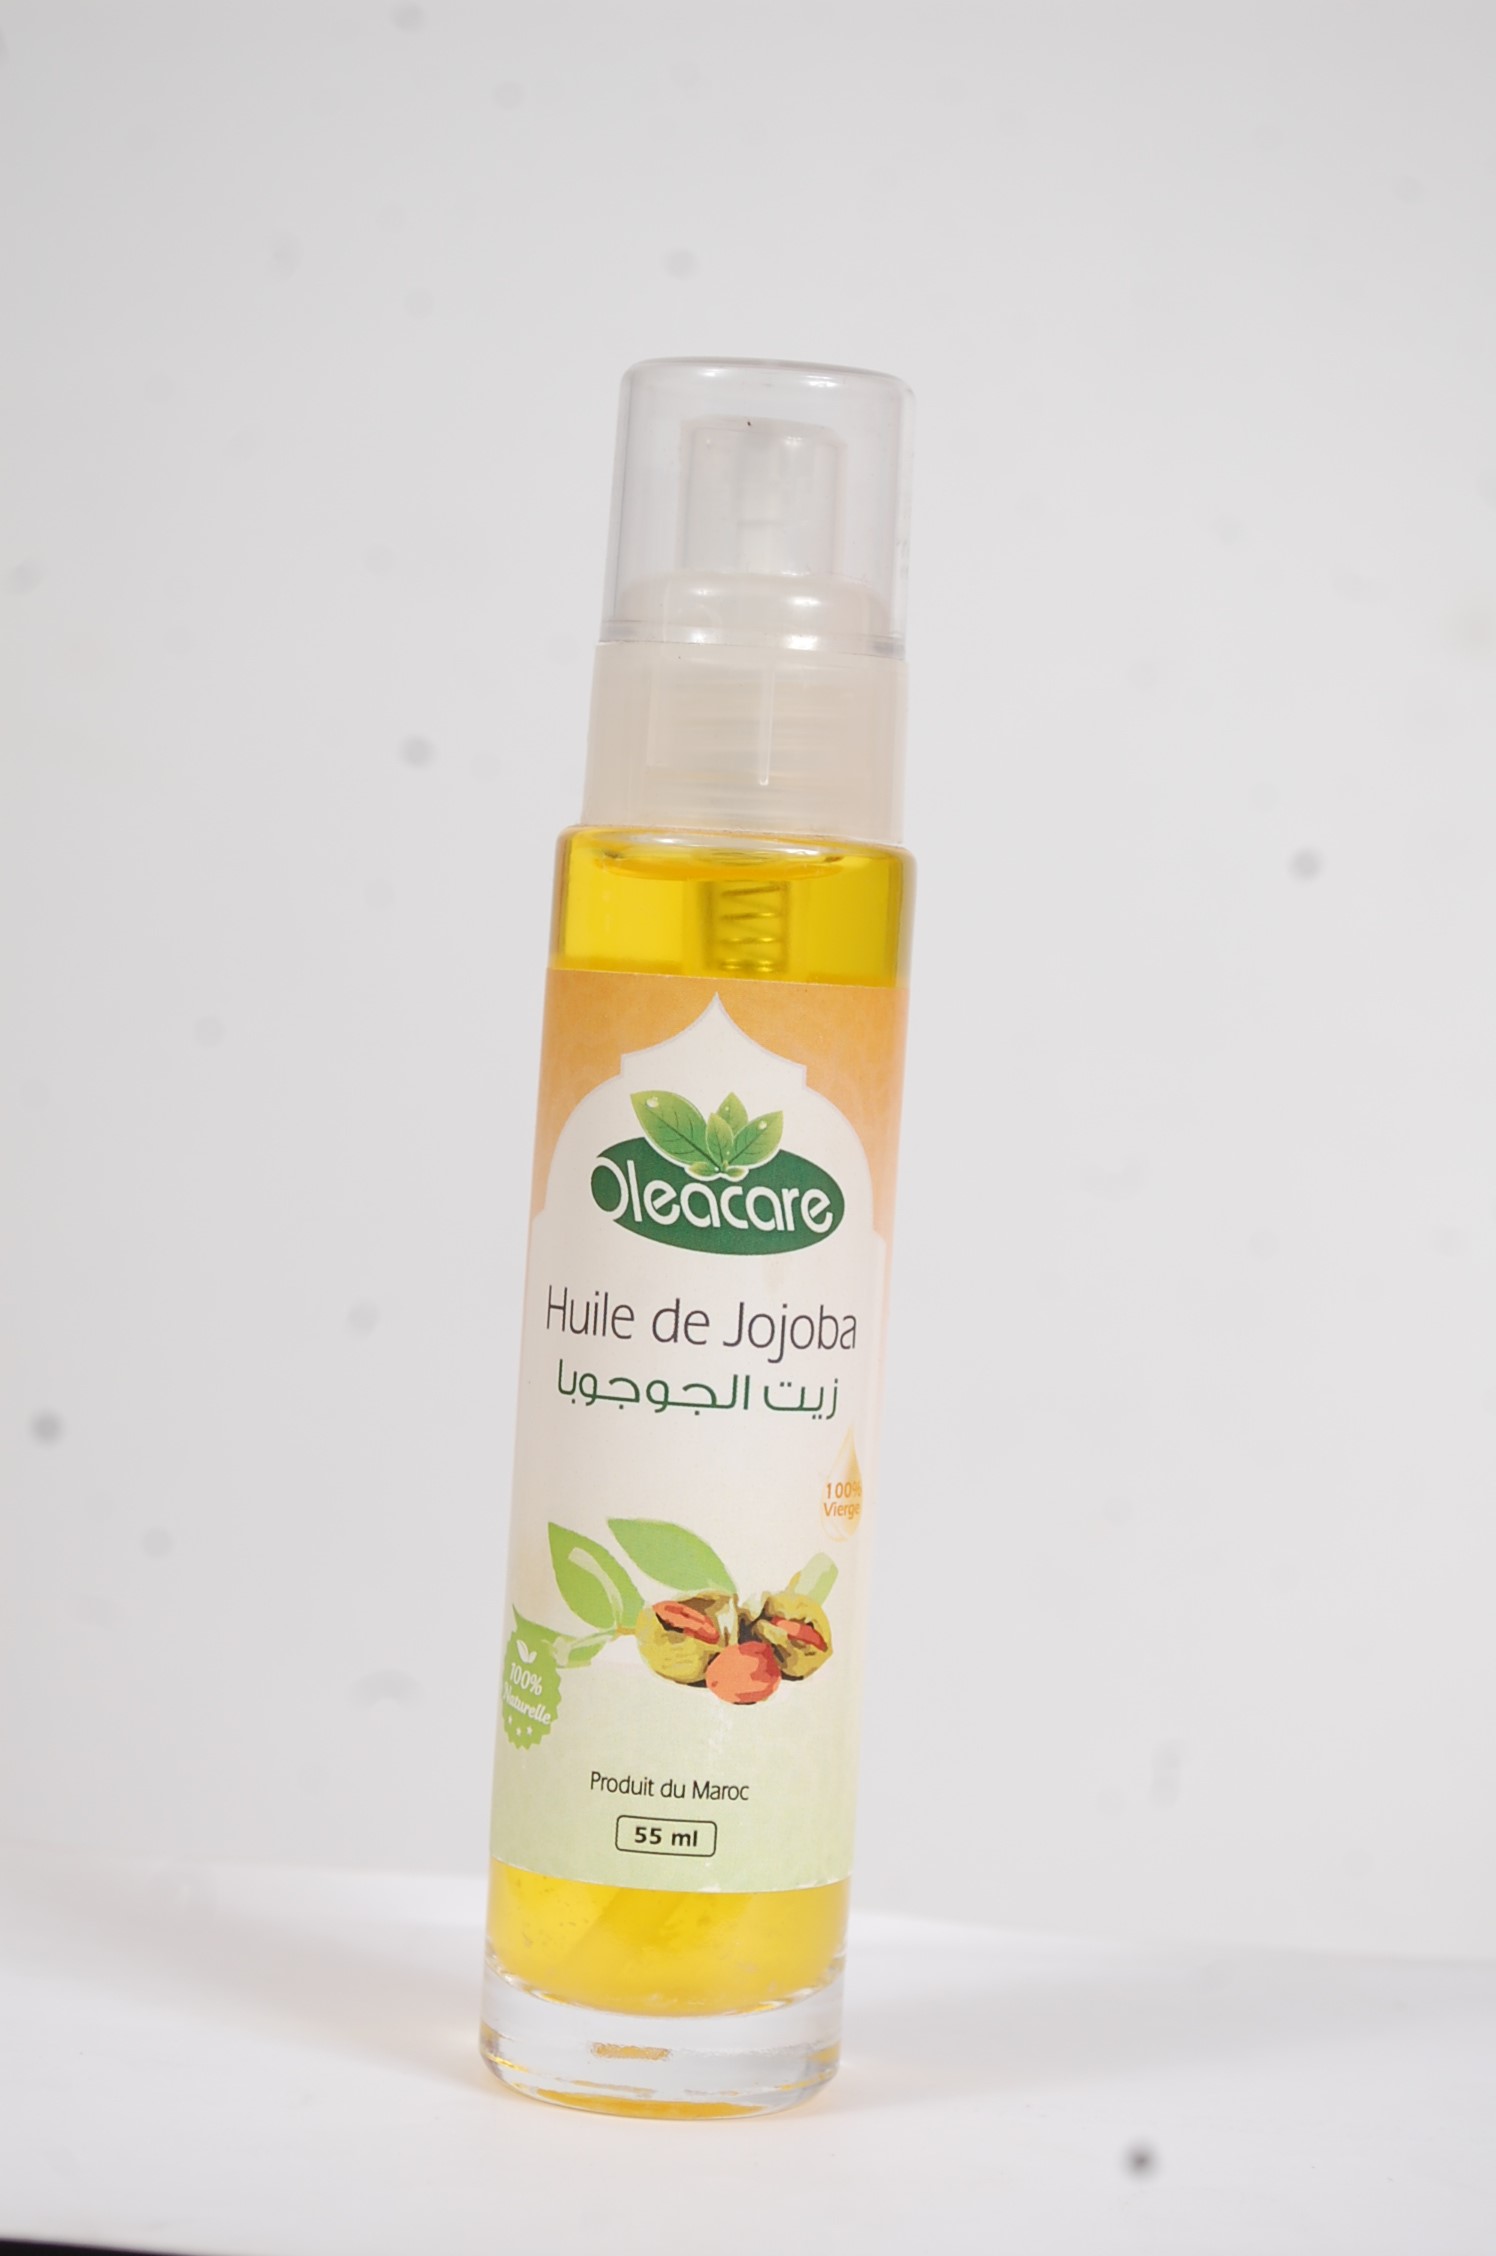 Oleacare
Huile de Jojoba
زيت الجوجوبا
100%
Vierge
100%
Naturelle
Produit du Maroc
55 ml